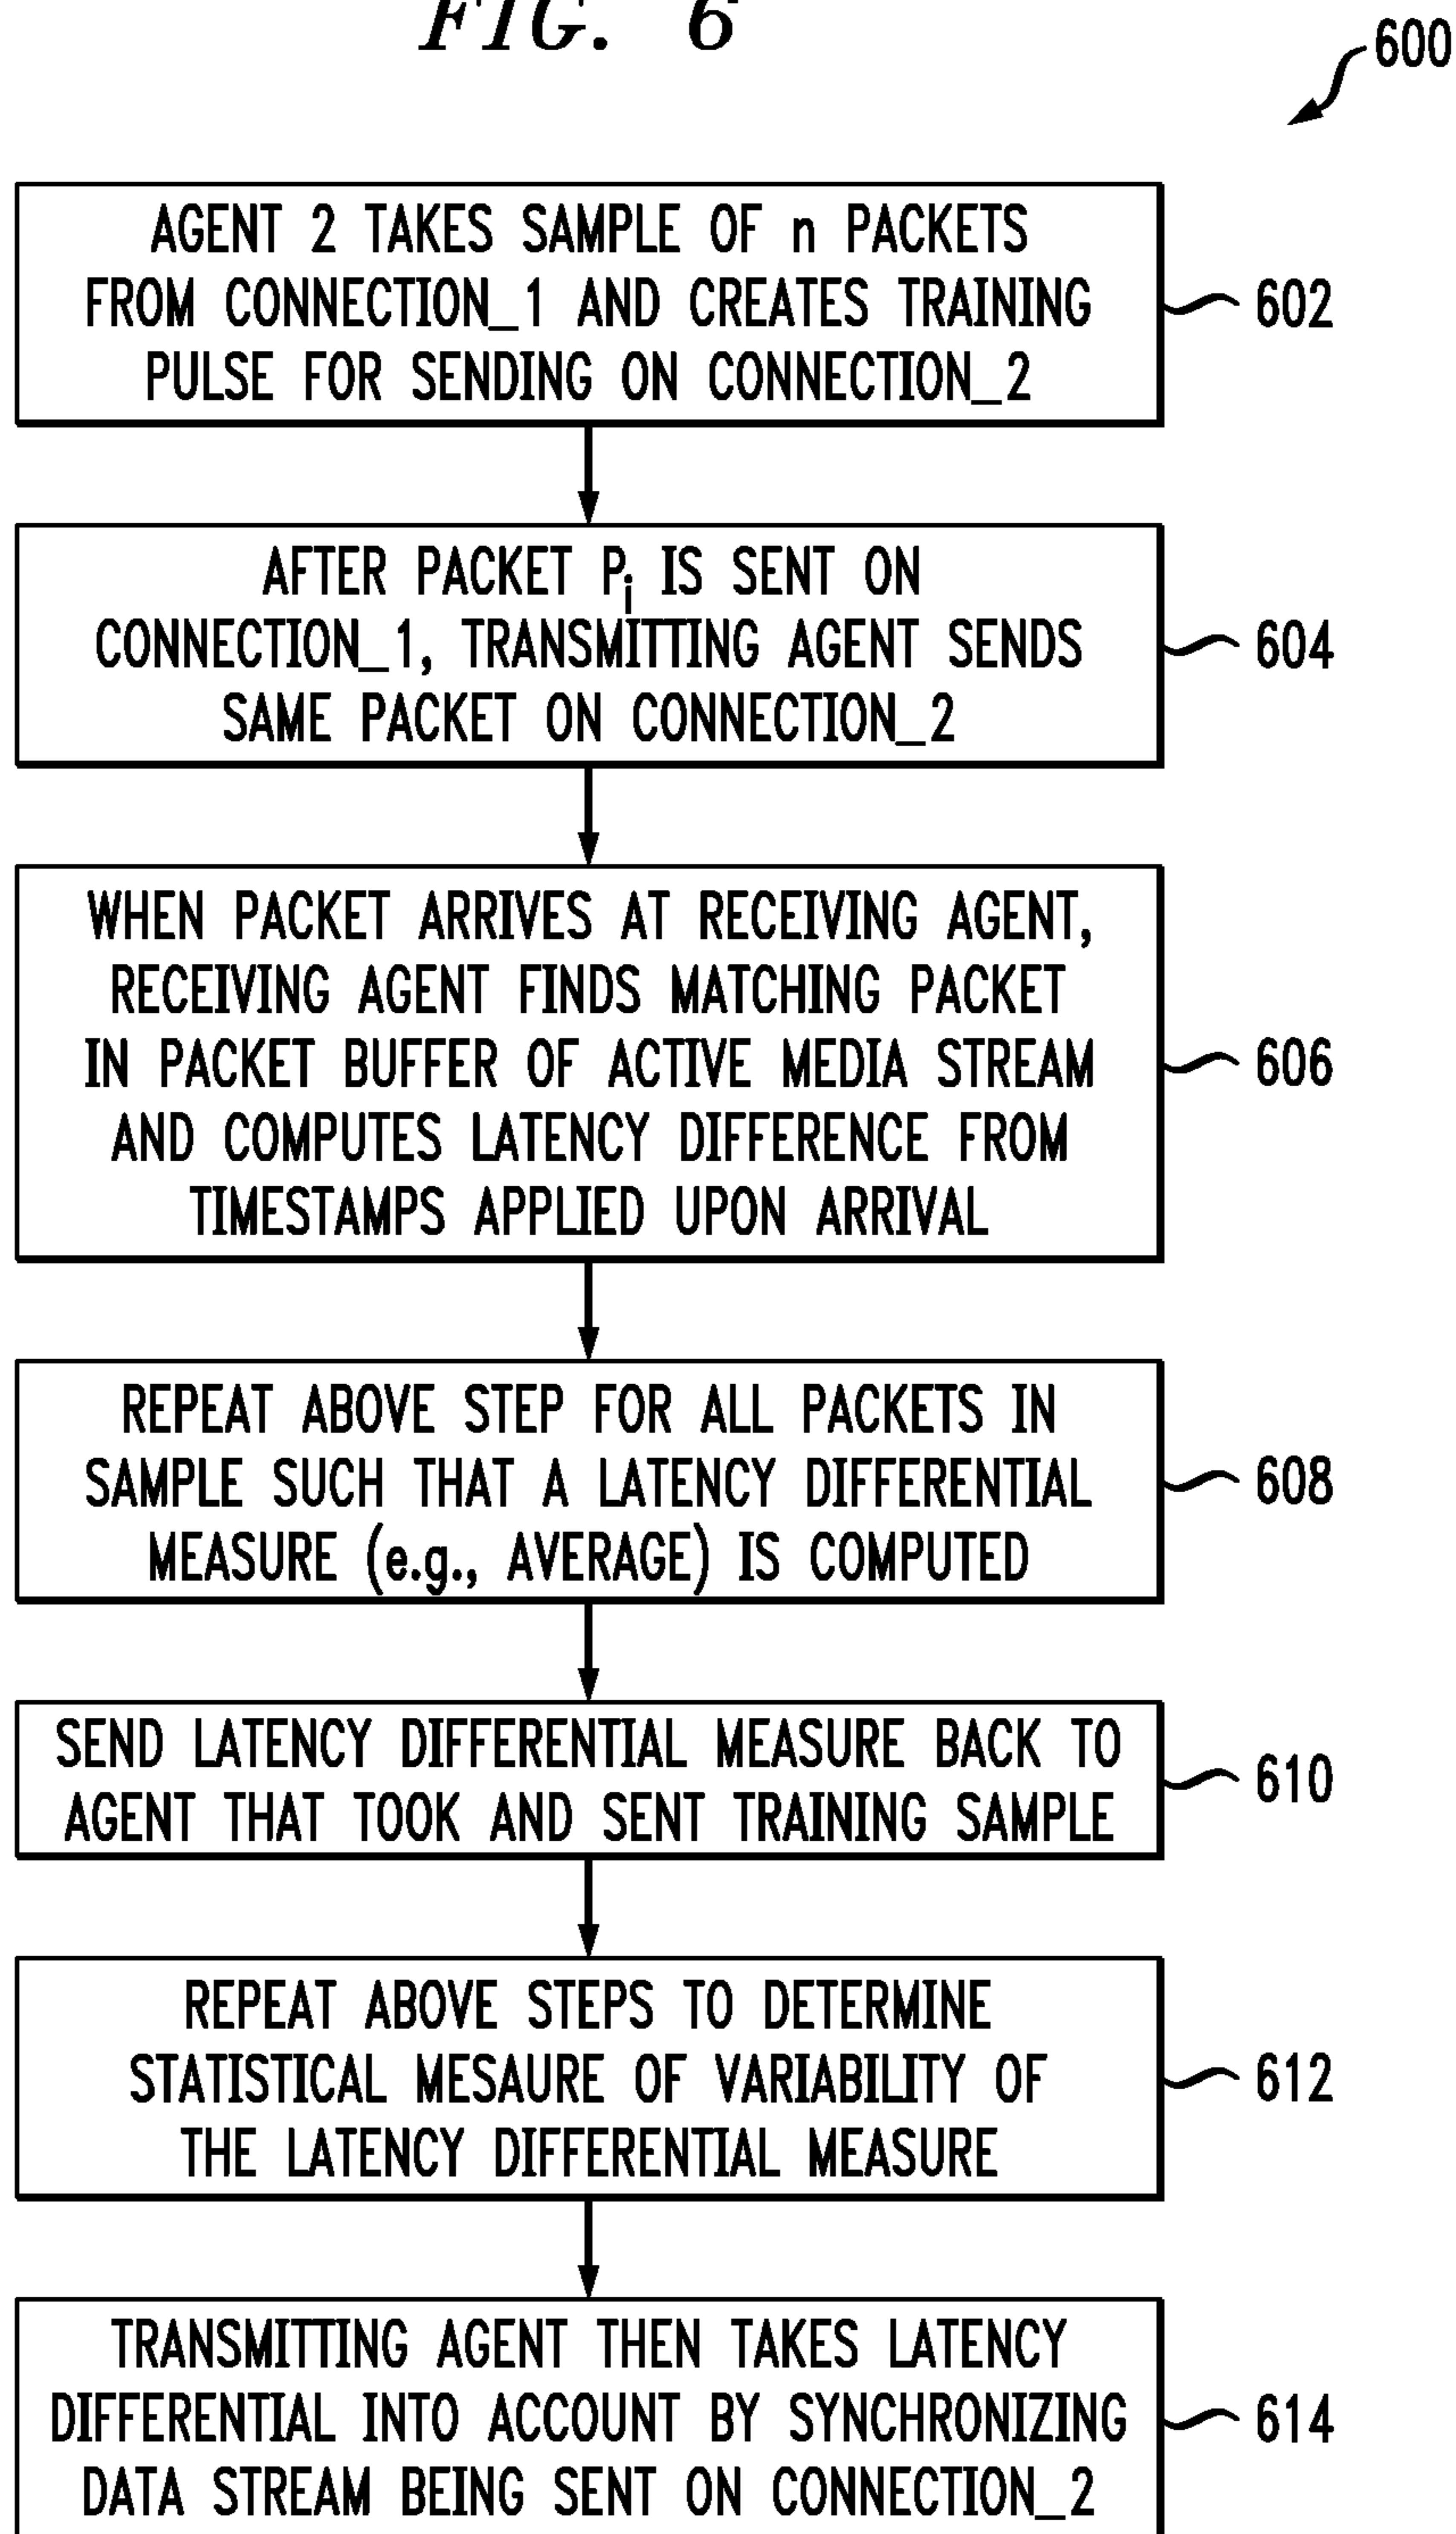 FIG. 6
600
AGENT 2 TAKES SAMPLE OF n PACKETS
FROM CONNECTION_1 AND CREATES TRAINING
PULSE FOR SENDING ON CONNECTION_2
602
AFTER PACKET Pi IS SENT ON
CONNECTION_1, TRANSMITTING AGENT SENDS
SAME PACKET ON CONNECTION_2
604
WHEN PACKET ARRIVES AT RECEIVING AGENT,
RECEIVING AGENT FINDS MATCHING PACKET
IN PACKET BUFFER OF ACTIVE MEDIA STREAM
AND COMPUTES LATENCY DIFFERENCE FROM
TIMESTAMPS APPLIED UPON ARRIVAL
606
REPEAT ABOVE STEP FOR ALL PACKETS IN
SAMPLE SUCH THAT A LATENCY DIFFERENTIAL
MEASURE (e.g., AVERAGE) IS COMPUTED
608
SEND LATENCY DIFFERENTIAL MEASURE BACK TO
AGENT THAT TOOK AND SENT TRAINING SAMPLE
610
REPEAT ABOVE STEPS TO DETERMINE
STATISTICAL MESAURE OF VARIABILITY OF
THE LATENCY DIFFERENTIAL MEASURE
612
TRANSMITTING AGENT THEN TAKES LATENCY
DIFFERENTIAL INTO ACCOUNT BY SYNCHRONIZING
DATA STREAM BEING SENT ON CONNECTION_2
614